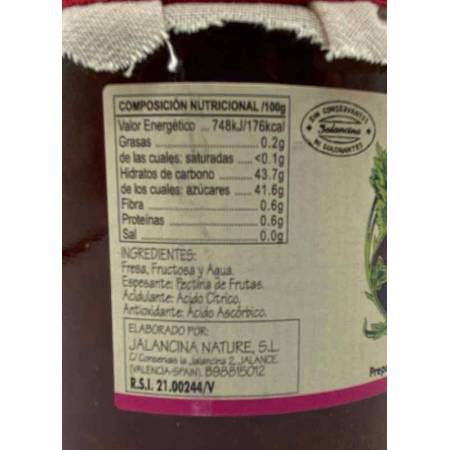 COMPOSICIÓN NUTRICIONAL /100g
Valor Energético ... 748kJ/176kcal
Grasas ........ 0.2g
de las cuales: saturadas ..... <0.1g
Hidratos de carbono ........ 43.7g
de los cuales: azúcares ..... 41.6g
Fibra ........ 0.6g
Proteínas ........ 0.6g
Sal ........ 0.0g
INGREDIENTES:
Fresa, Fructosa y Agua.
Espesante: Pectina de Frutas.
Acidulante: Ácido Cítrico.
Antioxidante: Ácido Ascórbico.
ELABORADO POR:
JALANCINA NATURE, S.L.
C/ Conservais la Jalancina 2, JALANCE.
(VALENCIA-SPAIN). B98815012
R.S.I. 21.00244/V
SIN CONSERVANTES
Jalancina
NI COLORANTES
Prepa